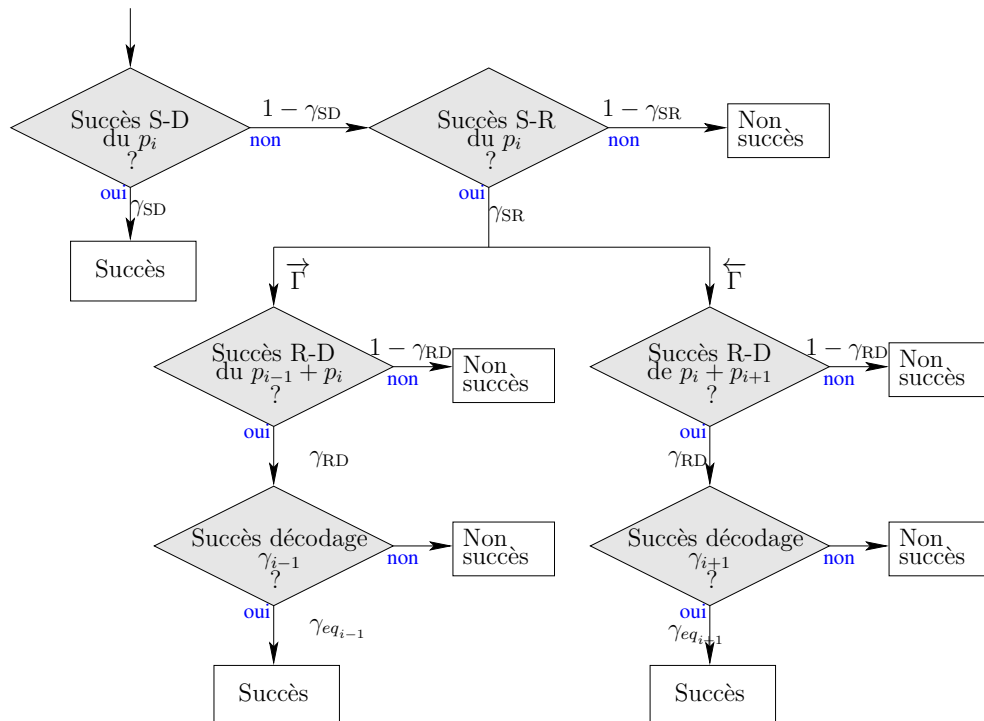 Succès S-D
du p_i
?
1 − γ_SD
non
oui
γ_SD
Succès
Succès S-R
du p_i
?
1 − γ_SR
non
Non
succès
oui
γ_SR
→Γ
←Γ
Succès R-D
du p_{i−1} + p_i
?
1 − γ_RD
non
Non
succès
oui
γ_RD
Succès décodage
γ_{i−1}
?
non
Non
succès
oui
γ_{eq_{i−1}}
Succès
Succès R-D
de p_i + p_{i+1}
?
1 − γ_RD
non
Non
succès
oui
γ_RD
Succès décodage
γ_{i+1}
?
non
Non
succès
oui
γ_{eq_{i+1}}
Succès